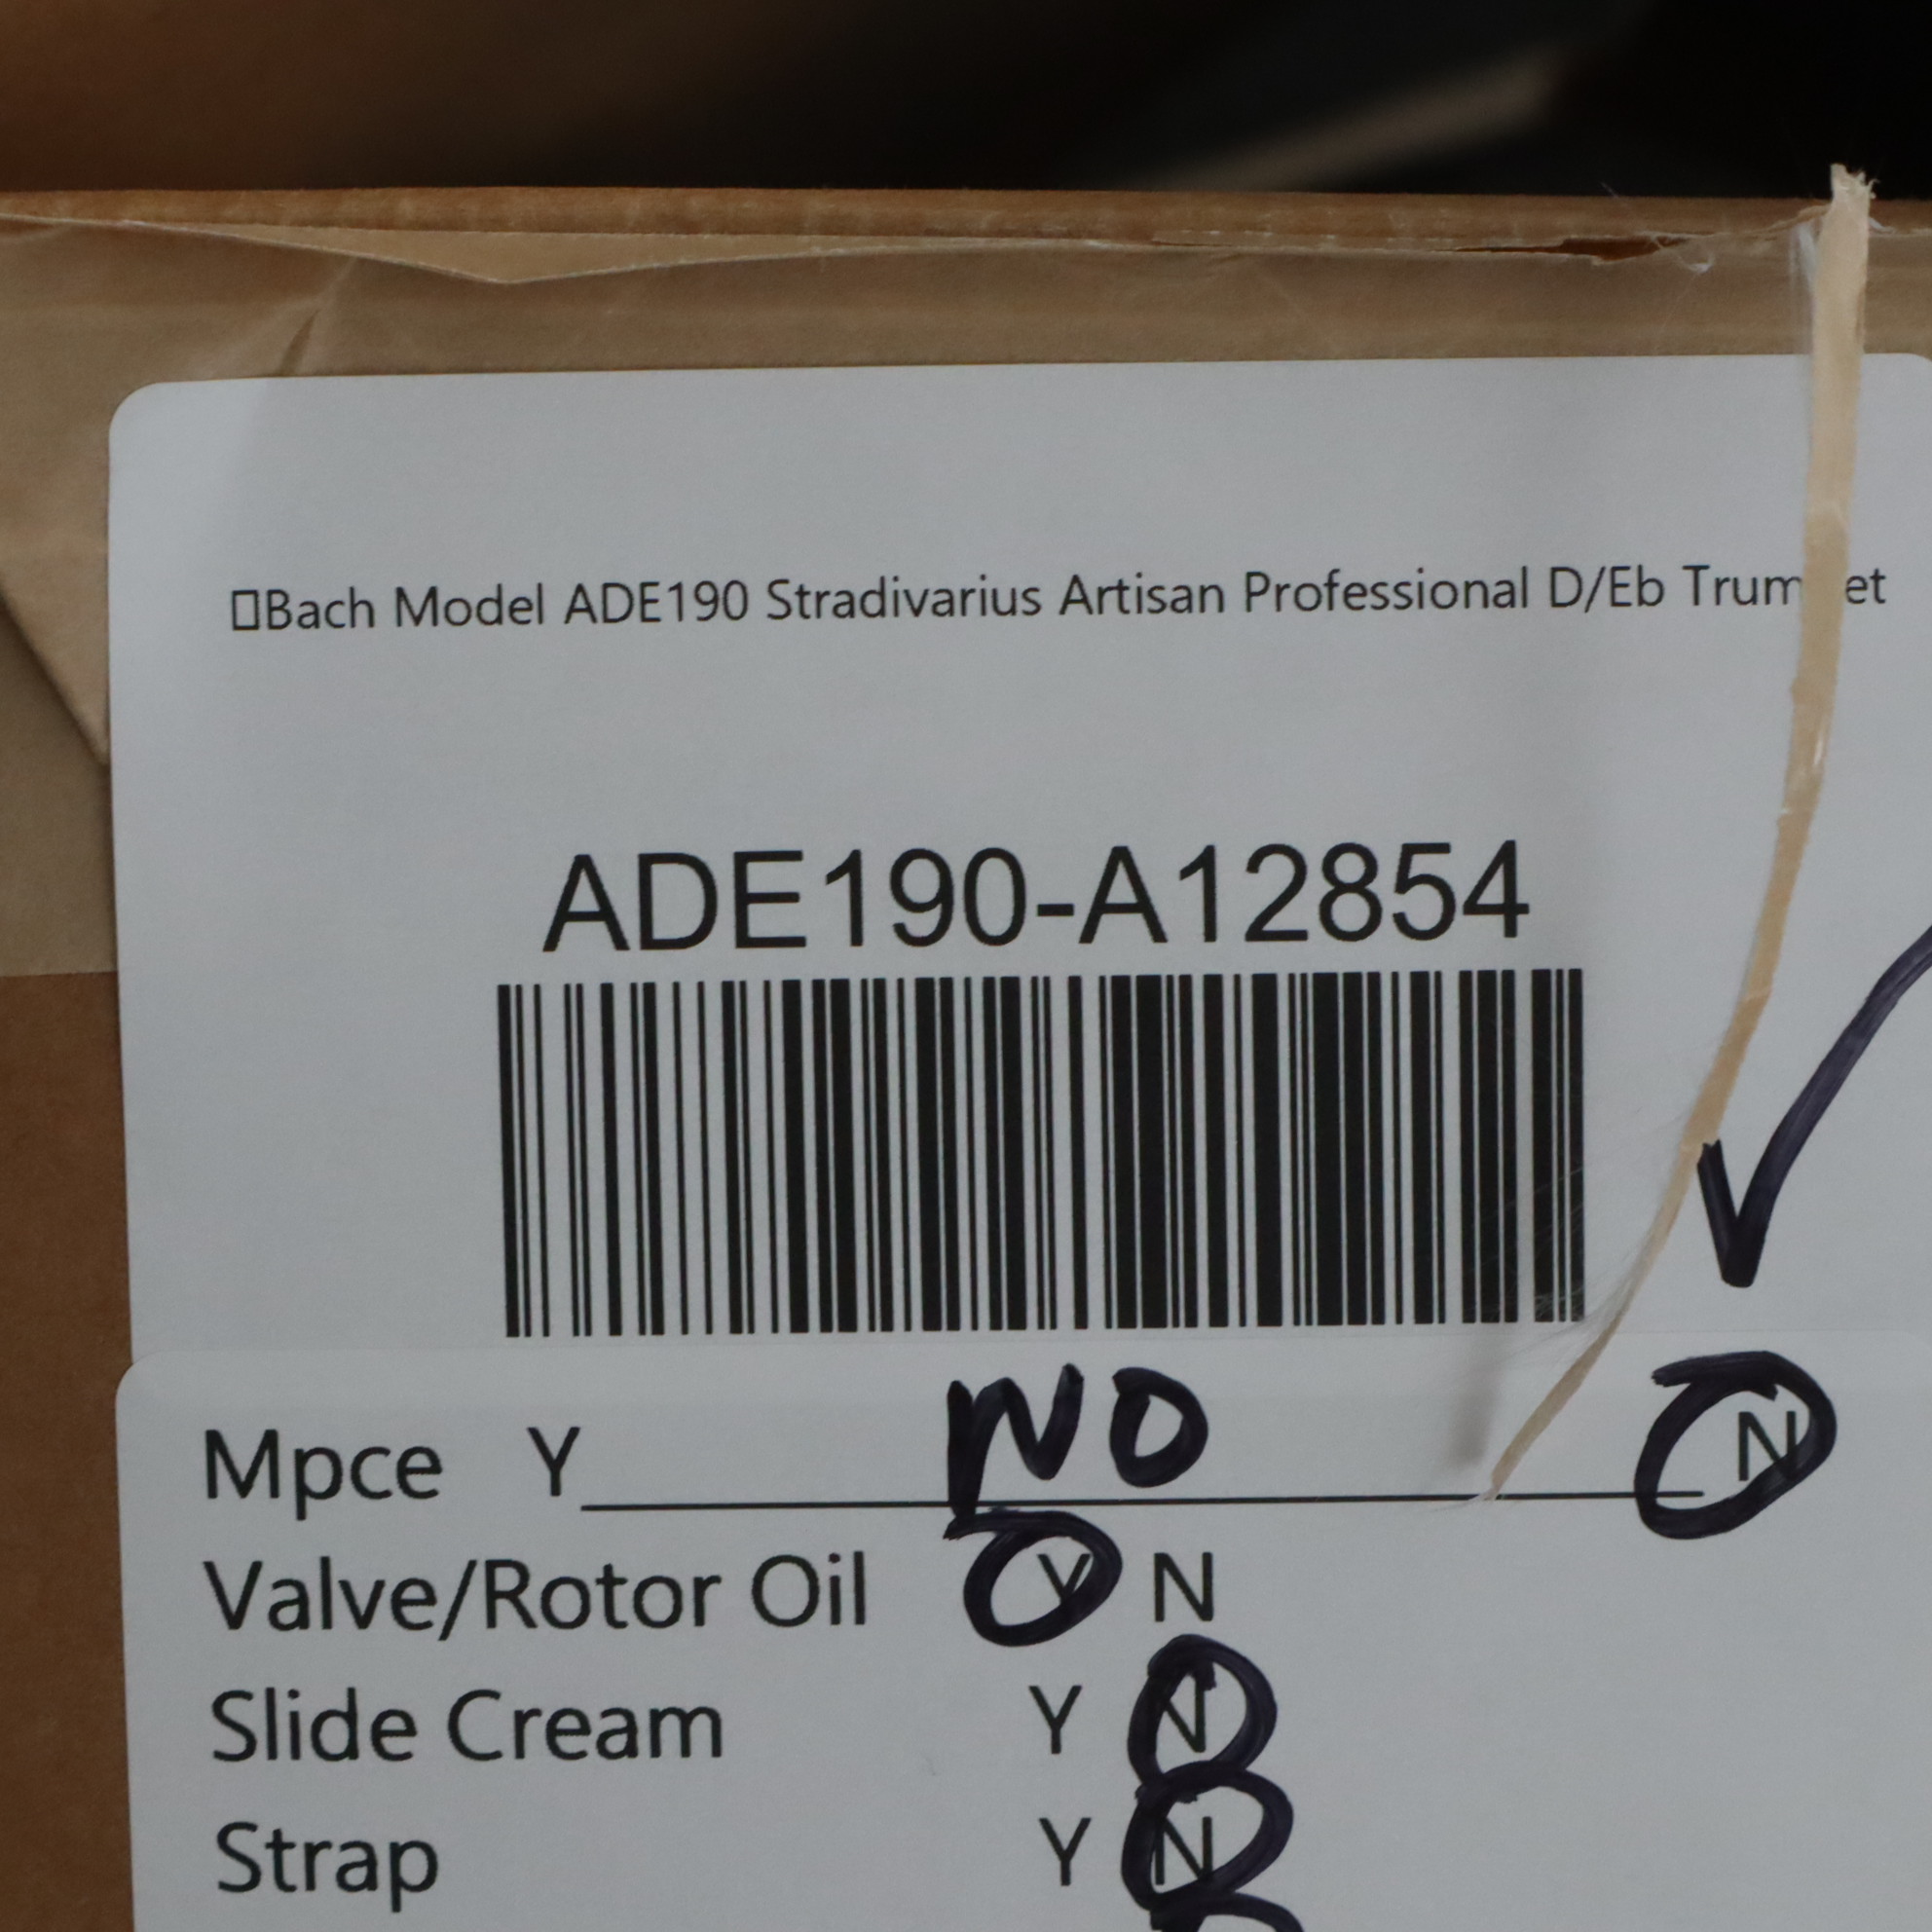 ▯Bach Model ADE190 Stradivarius Artisan Professional D/Eb Trum et
ADE190-A12854
NO
Mpce Y N
Valve/Rotor Oil Y N
Slide Cream Y N
Strap Y N